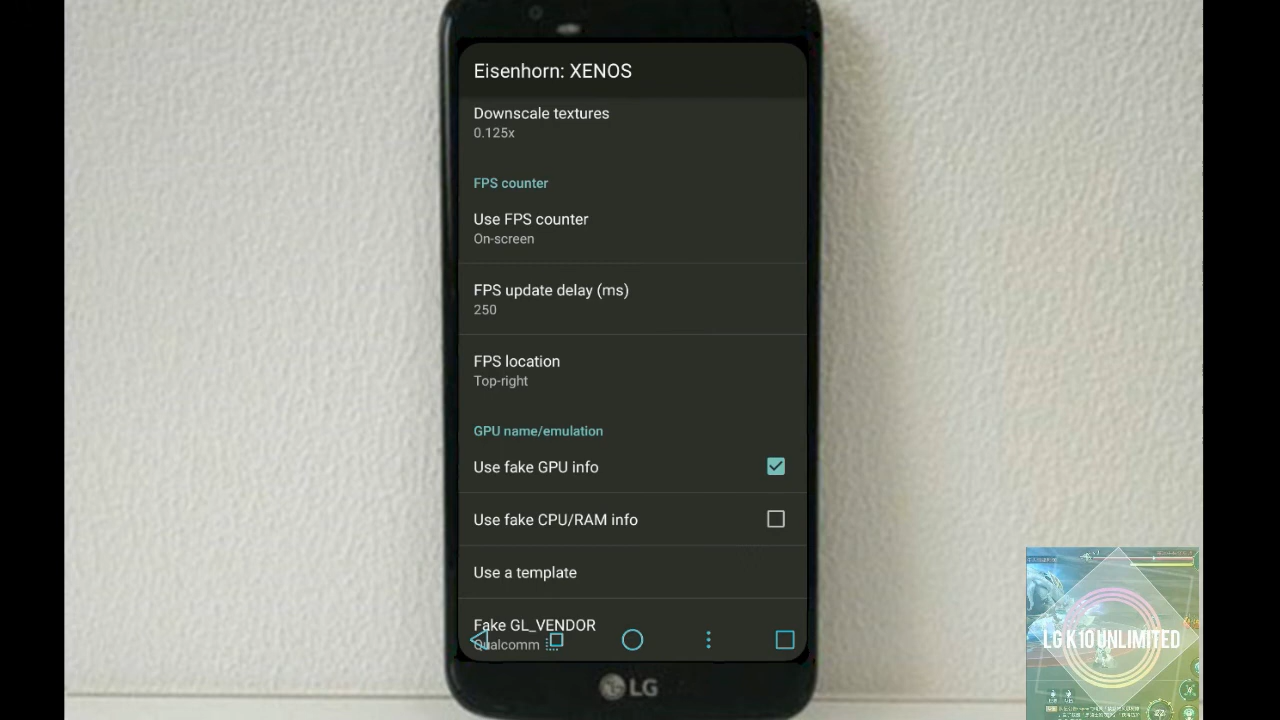 Eisenhorn: XENOS
Downscale textures
0.125x
FPS counter
Use FPS counter
On-screen
FPS update delay (ms)
250
FPS location
Top-right
GPU name/emulation
Use fake GPU info
Use fake CPU/RAM info
Use a template
Fake GL_VENDOR
Qualcomm
LG
LG K10 UNLIMITED